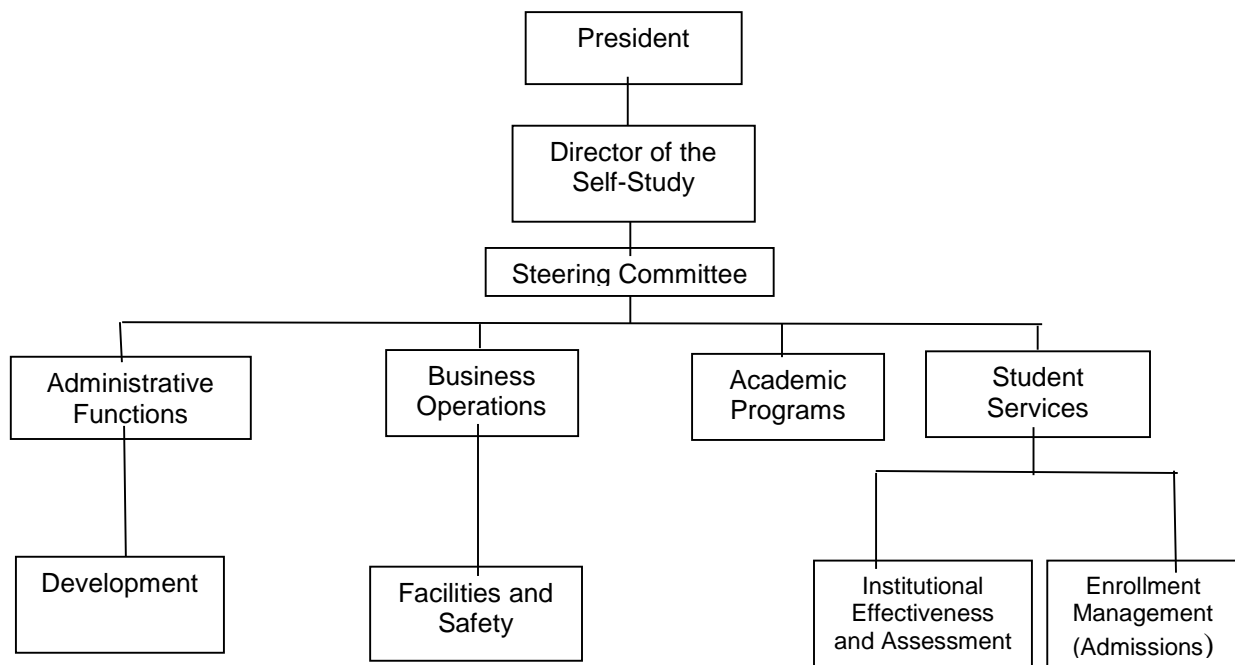 President
Director of the
Self-Study
Steering Committee
Administrative
Functions
Business
Operations
Academic
Programs
Student
Services
Development
Facilities and
Safety
Institutional
Effectiveness
and Assessment
Enrollment
Management
(Admissions)